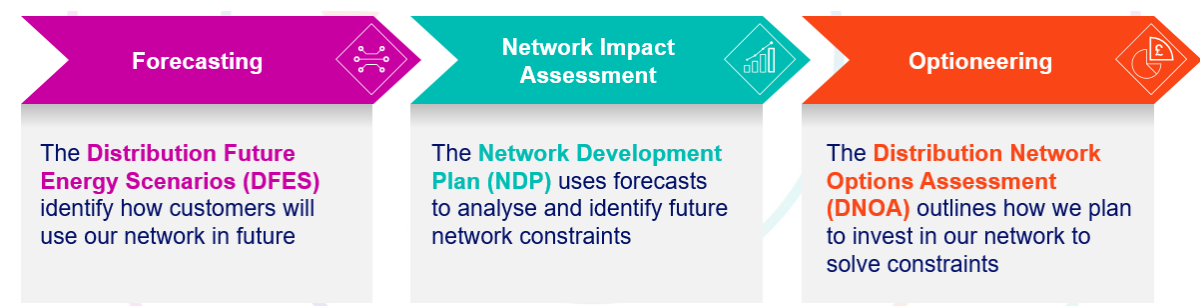 Forecasting
The Distribution Future
Energy Scenarios (DFES)
identify how customers will
use our network in future
Network Impact
Assessment
The Network Development
Plan (NDP) uses forecasts
to analyse and identify future
network constraints
Optioneering
£
The Distribution Network
Options Assessment
(DNOA) outlines how we plan
to invest in our network to
solve constraints